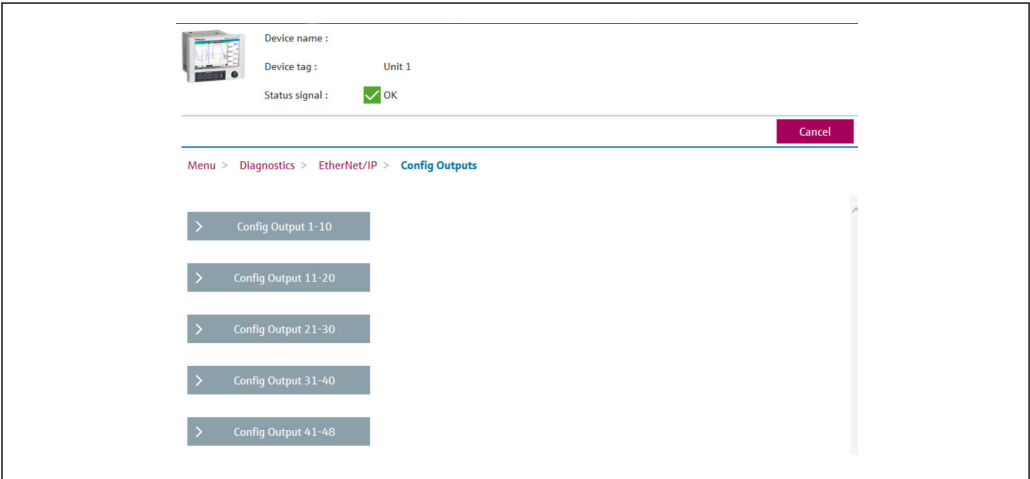 Device name :
Device tag : Unit 1
Status signal : OK
Cancel
Menu > Diagnostics > EtherNet/IP > Config Outputs
> Config Output 1-10
> Config Output 11-20
> Config Output 21-30
> Config Output 31-40
> Config Output 41-48